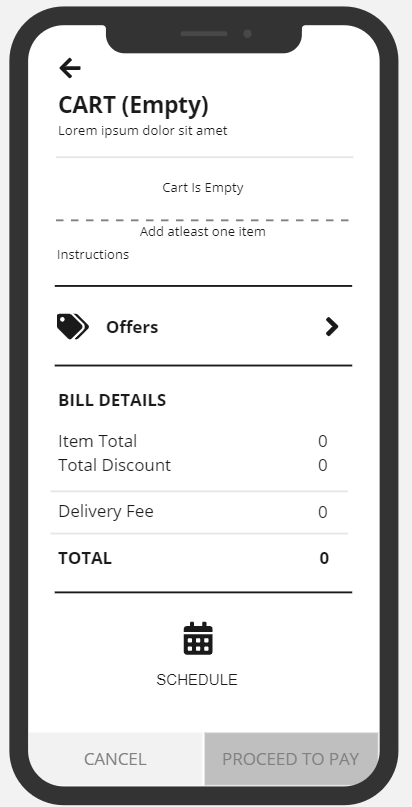 CART (Empty)
Lorem ipsum dolor sit amet
Cart Is Empty
Add atleast one item
Instructions
Offers
BILL DETAILS
Item Total 0
Total Discount 0
Delivery Fee 0
TOTAL 0
SCHEDULE
CANCEL PROCEED TO PAY